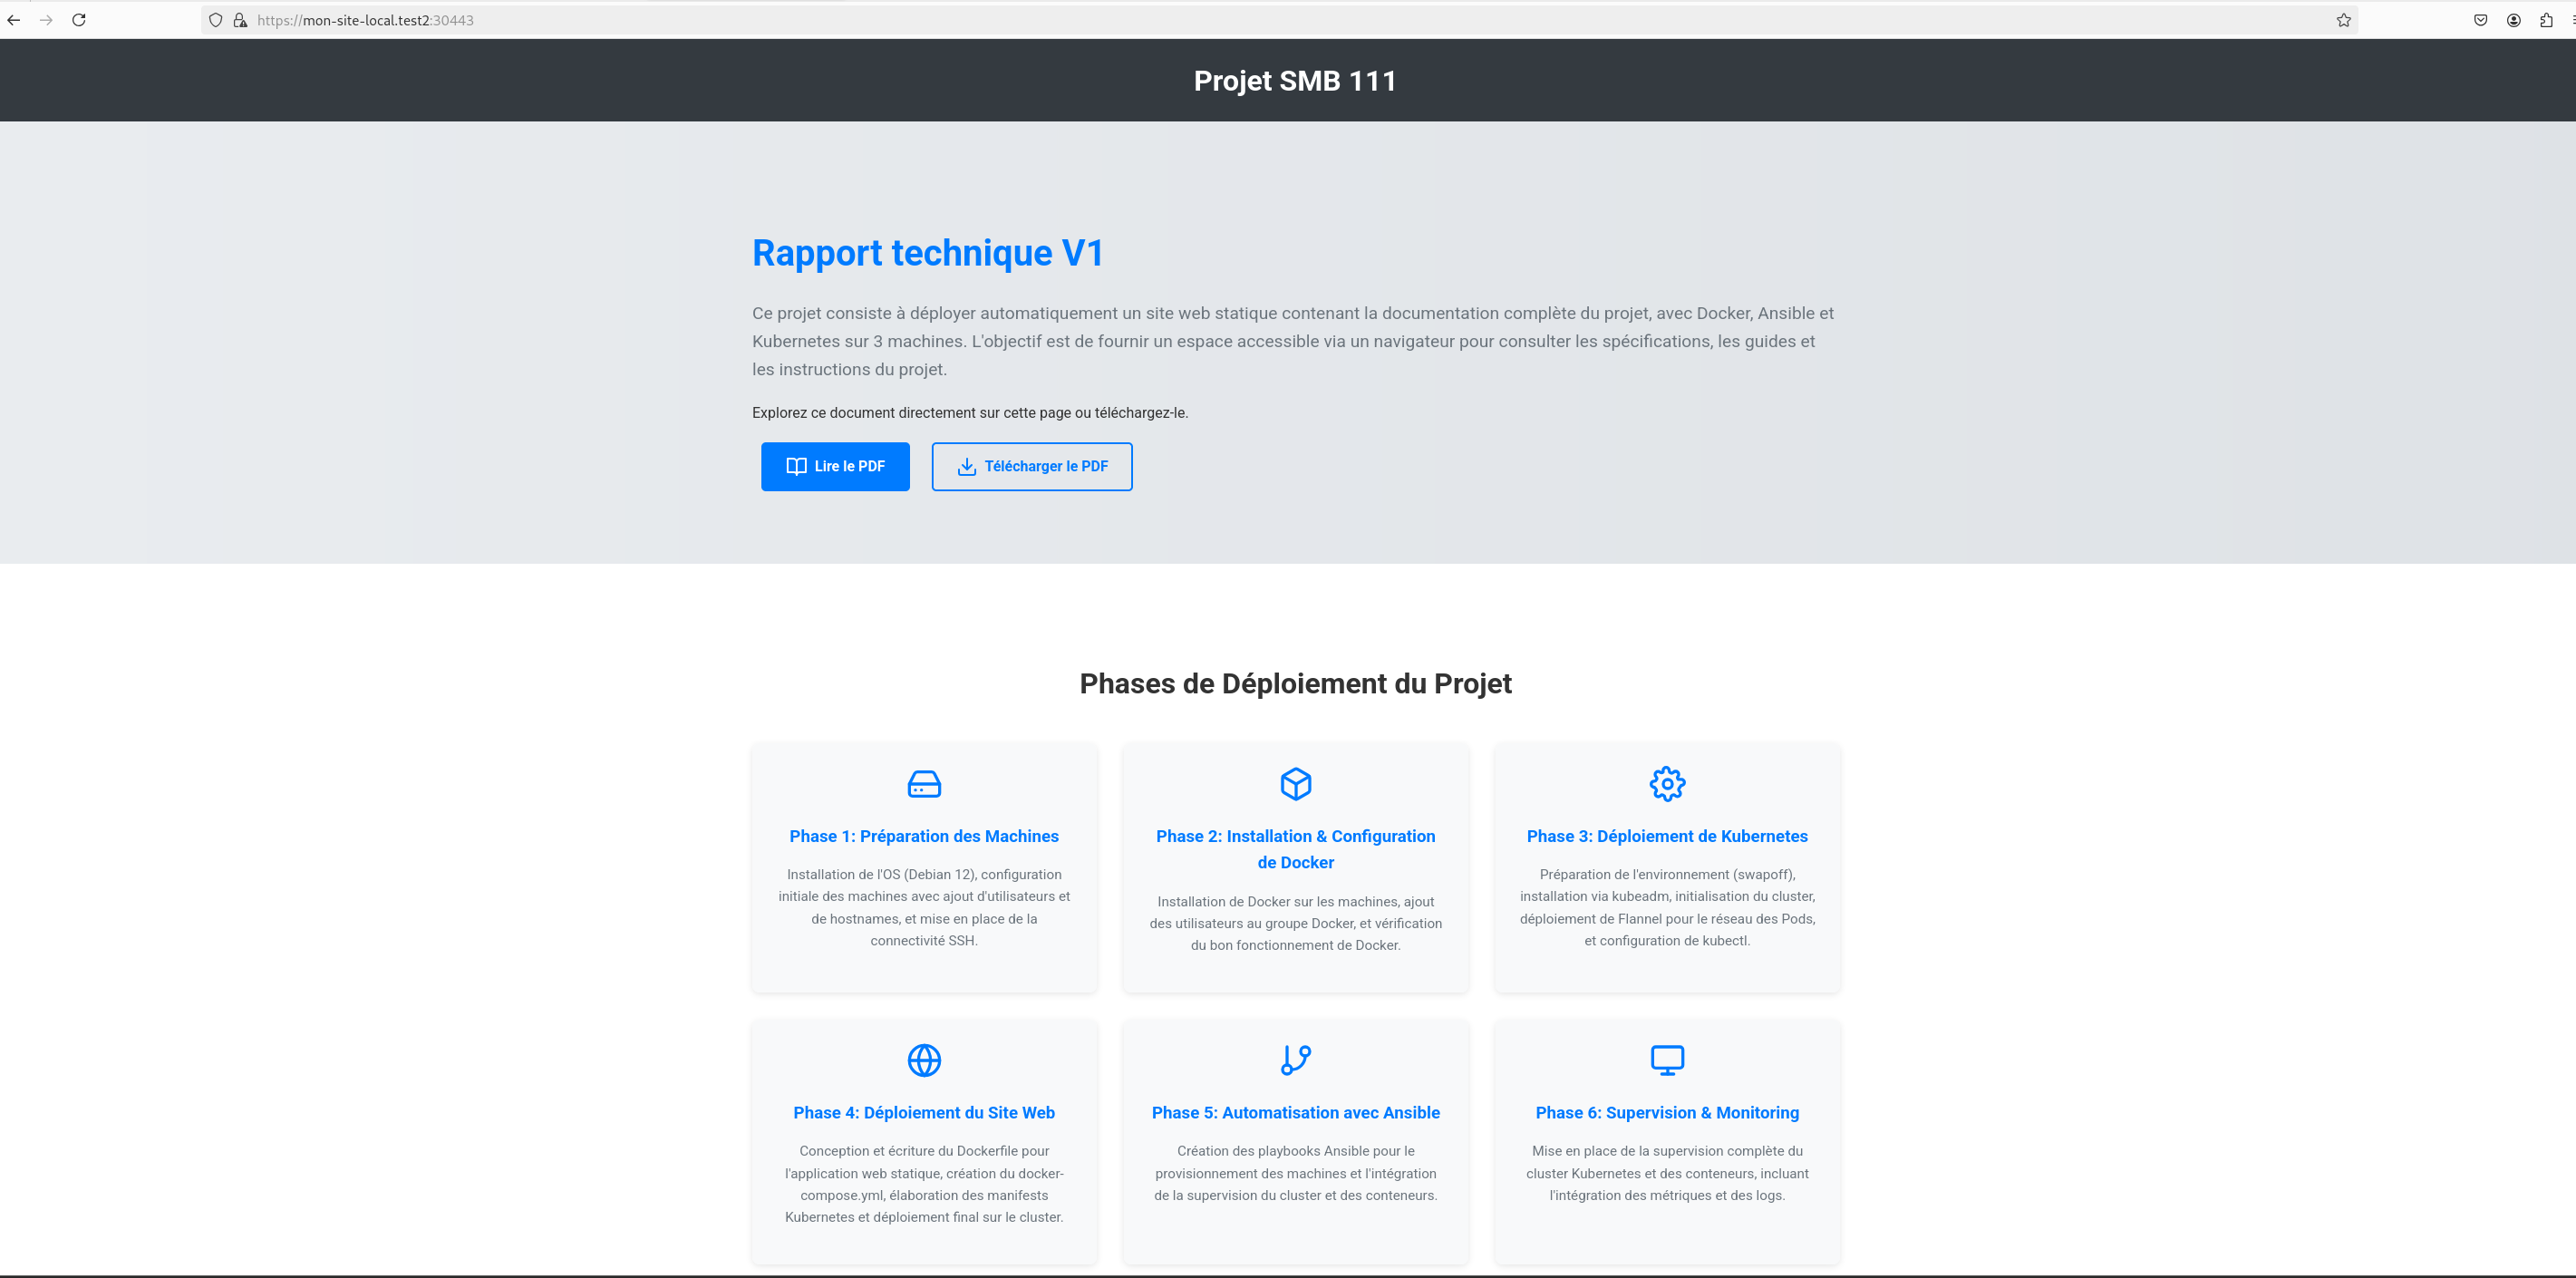 https://mon-site-local.test2:30443
Projet SMB 111
Rapport technique V1
Ce projet consiste à déployer automatiquement un site web statique contenant la documentation complète du projet, avec Docker, Ansible et
Kubernetes sur 3 machines. L'objectif est de fournir un espace accessible via un navigateur pour consulter les spécifications, les guides et
les instructions du projet.
Explorez ce document directement sur cette page ou téléchargez-le.
Lire le PDF
Télécharger le PDF
Phases de Déploiement du Projet
Phase 1: Préparation des Machines
Installation de l'OS (Debian 12), configuration
initiale des machines avec ajout d'utilisateurs et
de hostnames, et mise en place de la
connectivité SSH.
Phase 2: Installation & Configuration
de Docker
Installation de Docker sur les machines, ajout
des utilisateurs au groupe Docker, et vérification
du bon fonctionnement de Docker.
Phase 3: Déploiement de Kubernetes
Préparation de l'environnement (swapoff),
installation via kubeadm, initialisation du cluster,
déploiement de Flannel pour le réseau des Pods,
et configuration de kubectl.
Phase 4: Déploiement du Site Web
Conception et écriture du Dockerfile pour
l'application web statique, création du docker-
compose.yml, élaboration des manifests
Kubernetes et déploiement final sur le cluster.
Phase 5: Automatisation avec Ansible
Création des playbooks Ansible pour le
provisionnement des machines et l'intégration
de la supervision du cluster et des conteneurs.
Phase 6: Supervision & Monitoring
Mise en place de la supervision complète du
cluster Kubernetes et des conteneurs, incluant
l'intégration des métriques et des logs.